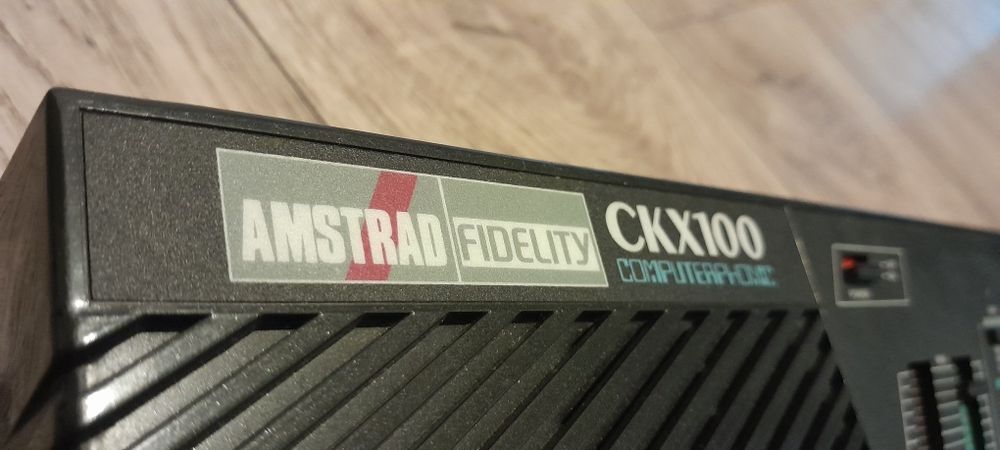 AMSTRAD
FIDELITY
CKX100
COMPUTERPHONIC